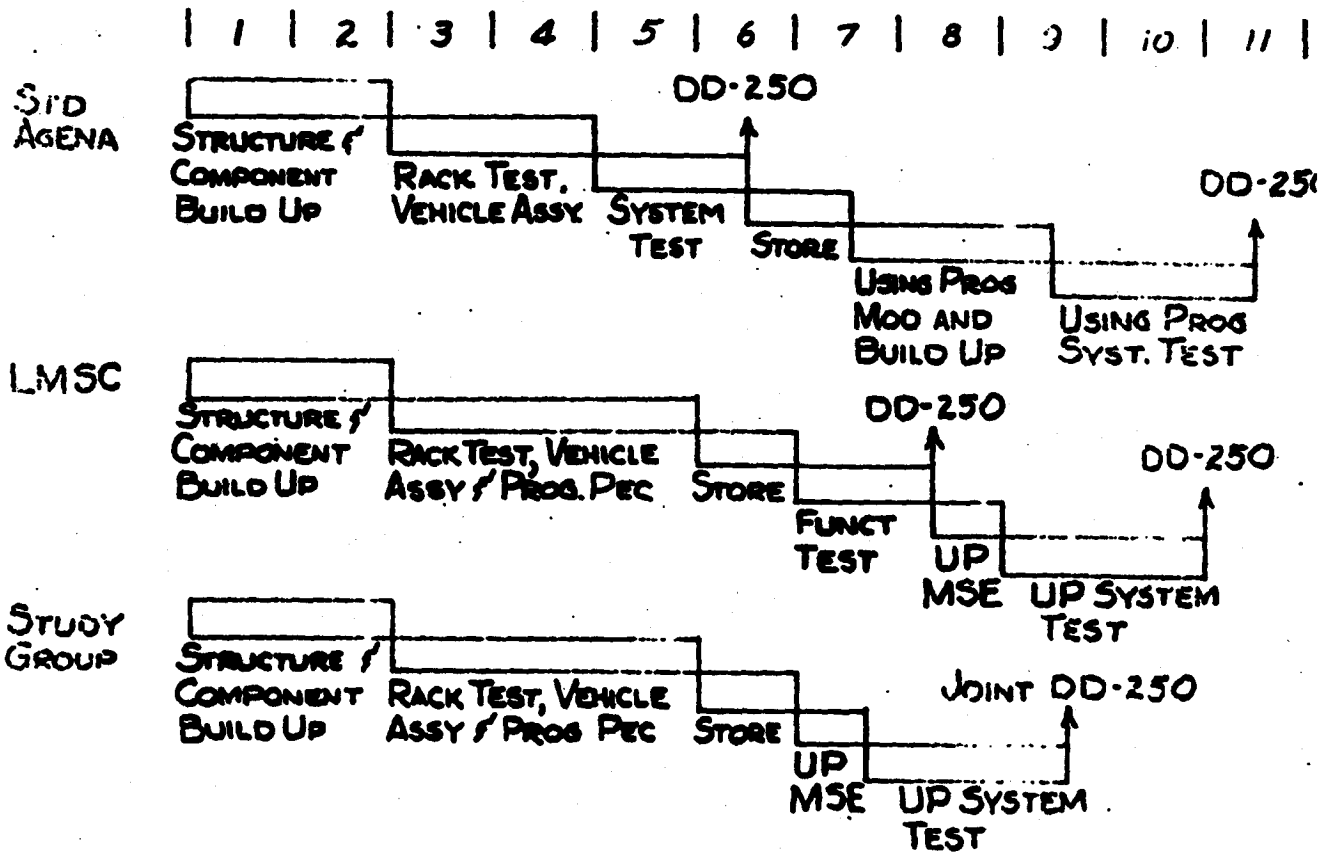 | 1 | 2 | 3 | 4 | 5 | 6 | 7 | 8 | 9 | 10 | 11 |
STD
AGENA
DD-250
STRUCTURE &
COMPONENT
BUILD UP
RACK TEST,
VEHICLE ASSY.
SYSTEM
TEST
STORE
USING PROG
MOD AND
BUILD UP
USING PROG
SYST. TEST
DD-250
LMSC
STRUCTURE &
COMPONENT
BUILD UP
RACK TEST, VEHICLE
ASSY & PROG. PEC
STORE
FUNCT
TEST
DD-250
UP
MSE
UP SYSTEM
TEST
DD-250
STUDY
GROUP
STRUCTURE &
COMPONENT
BUILD UP
RACK TEST, VEHICLE
ASSY & PROG PEC
STORE
UP
MSE
UP SYSTEM
TEST
JOINT DD-250